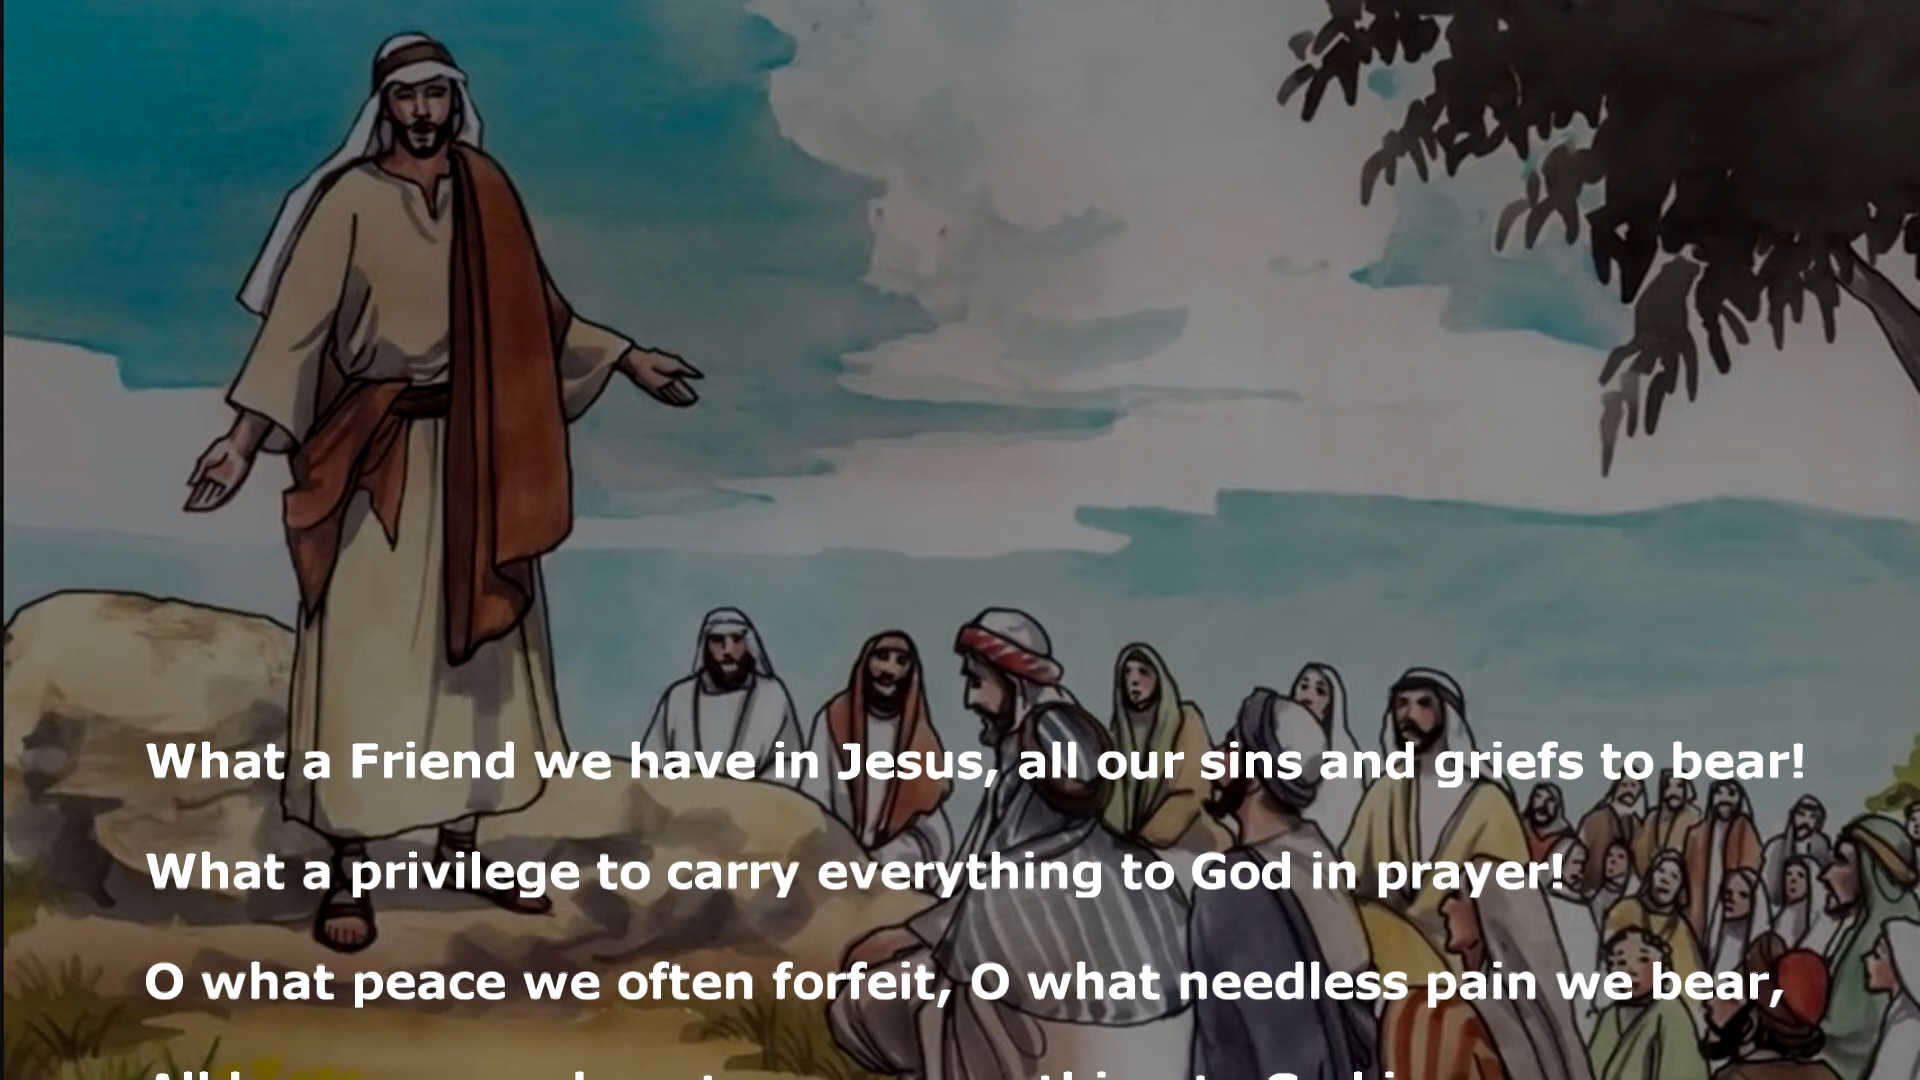 What a Friend we have in Jesus, all our sins and griefs to bear!
What a privilege to carry everything to God in prayer!
O what peace we often forfeit, O what needless pain we bear,